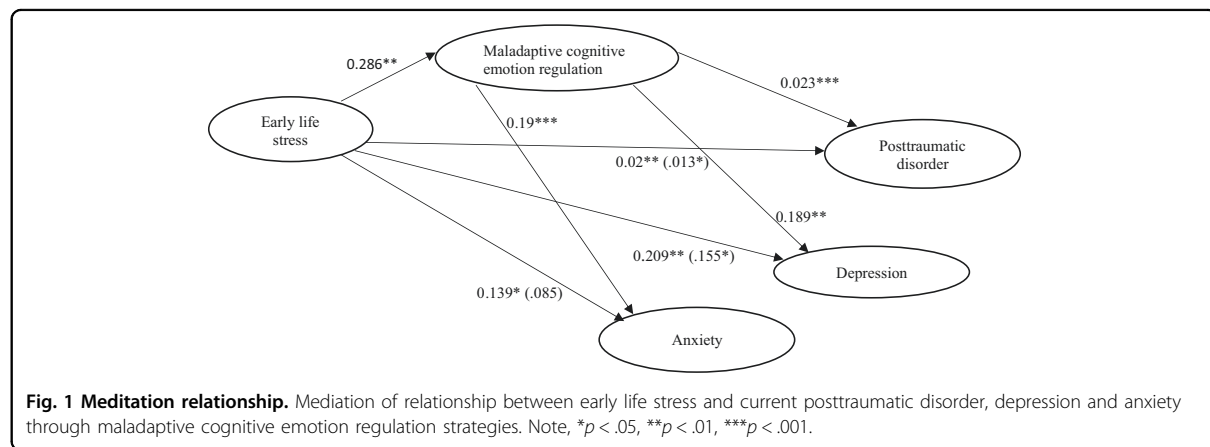 Maladaptive cognitive
emotion regulation
0.286**
0.023***
Early life
stress
0.19***
Posttraumatic
disorder
0.02** (.013*)
0.189**
0.209** (.155*)
Depression
0.139* (.085)
Anxiety
Fig. 1 Meditation relationship. Mediation of relationship between early life stress and current posttraumatic disorder, depression and anxiety
through maladaptive cognitive emotion regulation strategies. Note, *p < .05, **p < .01, ***p < .001.